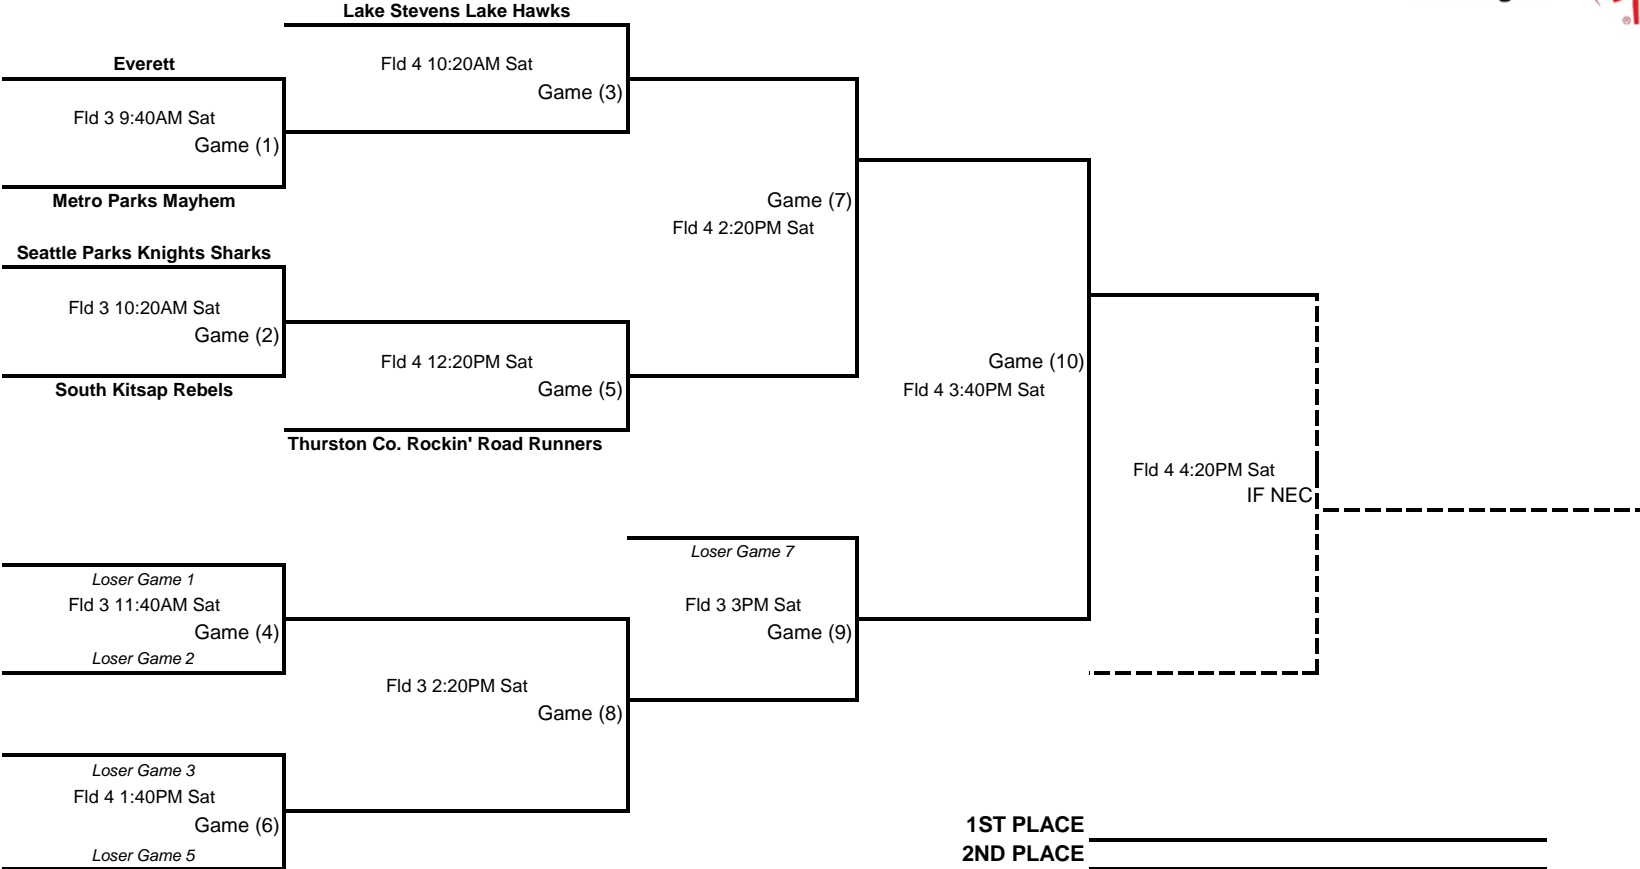 Lake Stevens Lake Hawks
Everett
Fld 4 10:20AM Sat
Game (3)
Fld 3 9:40AM Sat
Game (1)
Metro Parks Mayhem
Game (7)
Fld 4 2:20PM Sat
Seattle Parks Knights Sharks
Fld 3 10:20AM Sat
Game (2)
South Kitsap Rebels
Fld 4 12:20PM Sat
Game (5)
Thurston Co. Rockin' Road Runners
Game (10)
Fld 4 3:40PM Sat
Fld 4 4:20PM Sat
IF NEC
Loser Game 7
Fld 3 3PM Sat
Game (9)
Loser Game 1
Fld 3 11:40AM Sat
Game (4)
Loser Game 2
Fld 3 2:20PM Sat
Game (8)
Loser Game 3
Fld 4 1:40PM Sat
Game (6)
Loser Game 5
1ST PLACE
2ND PLACE